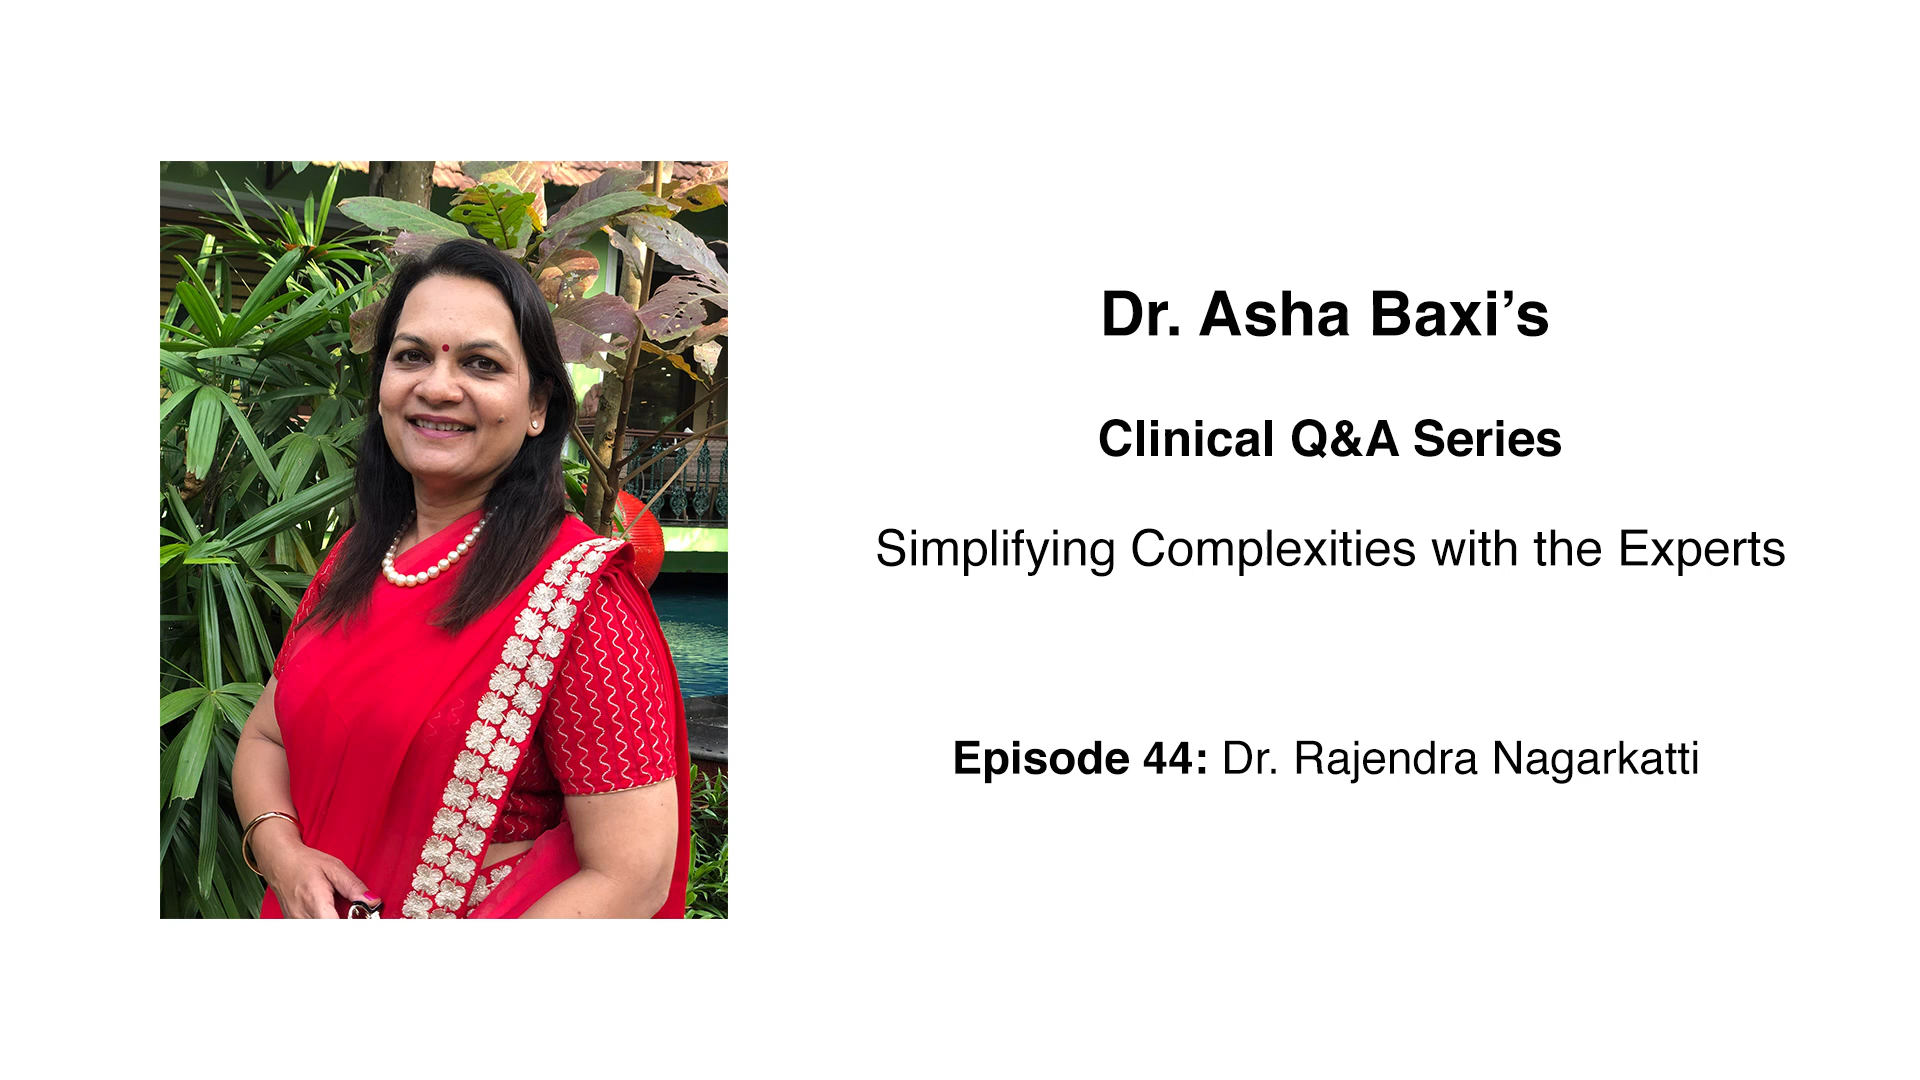 Dr. Asha Baxi’s
Clinical Q&A Series
Simplifying Complexities with the Experts
Episode 44: Dr. Rajendra Nagarkatti